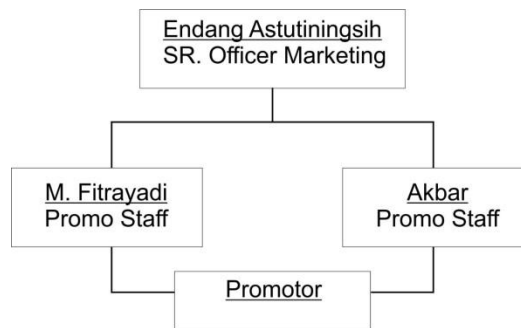 Endang Astutiningsih
SR. Officer Marketing
M. Fitrayadi
Promo Staff
Akbar
Promo Staff
Promotor